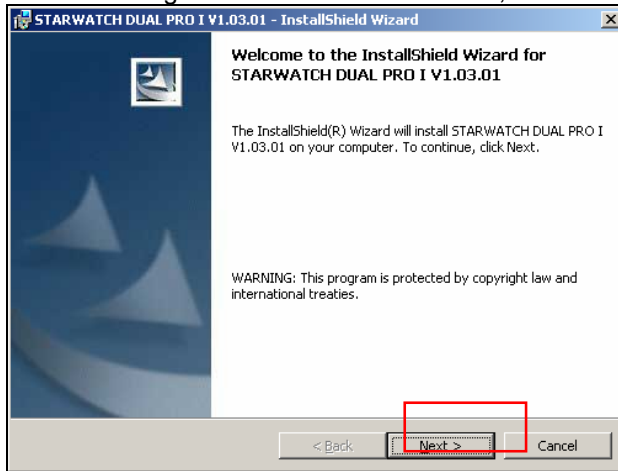 STARWATCH DUAL PRO I V1.03.01 - InstallShield Wizard
Welcome to the InstallShield Wizard for
STARWATCH DUAL PRO I V1.03.01
The InstallShield(R) Wizard will install STARWATCH DUAL PRO I
V1.03.01 on your computer. To continue, click Next.
WARNING: This program is protected by copyright law and
international treaties.
< Back Next > Cancel